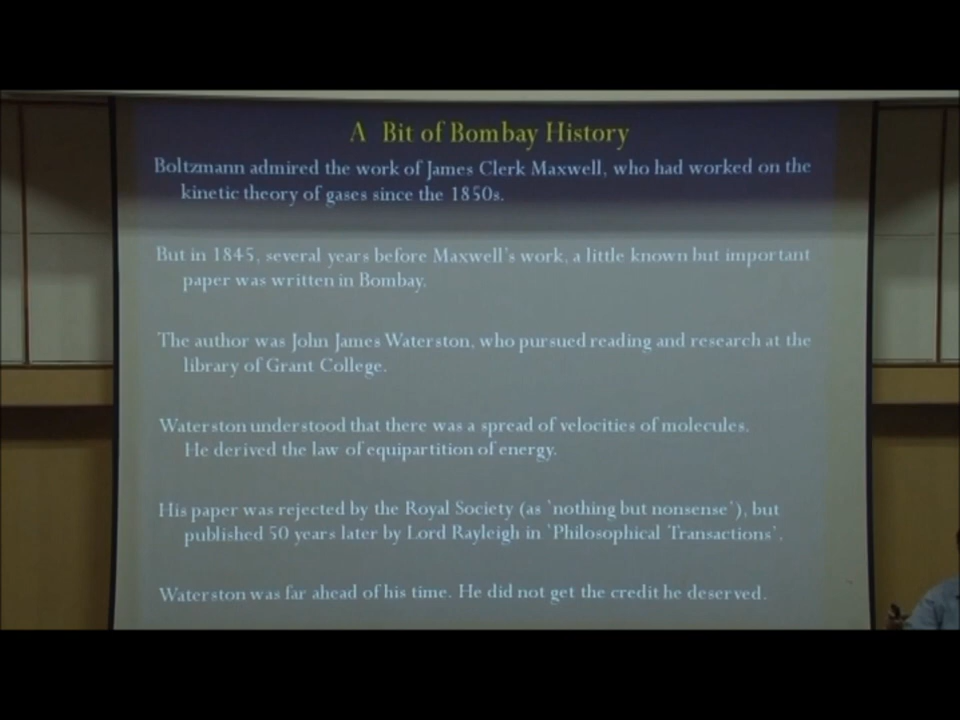 A Bit of Bombay History
Boltzmann admired the work of James Clerk Maxwell, who had worked on the
kinetic theory of gases since the 1850s.
But in 1845, several years before Maxwell's work, a little known but important
paper was written in Bombay.
The author was John James Waterston, who pursued reading and research at the
library of Grant College.
Waterston understood that there was a spread of velocities of molecules.
He derived the law of equipartition of energy.
His paper was rejected by the Royal Society (as `nothing but nonsense'), but
published 50 years later by Lord Rayleigh in `Philosophical Transactions'.
Waterston was far ahead of his time. He did not get the credit he deserved.